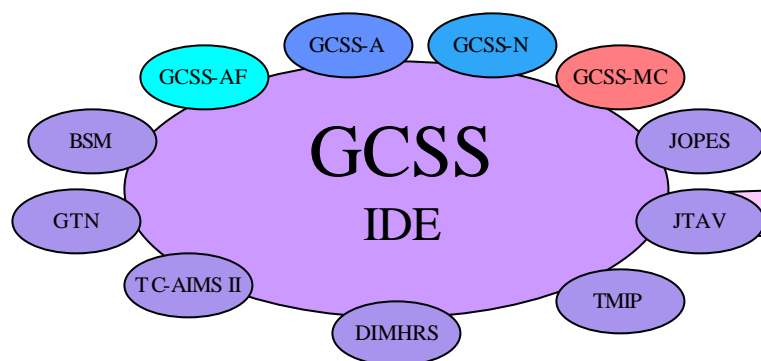 GCSS-A
GCSS-N
GCSS-AF
GCSS-MC
BSM
JOPES
GCSS
IDE
GTN
JTAV
TC-AIMS II
TMIP
DIMHRS